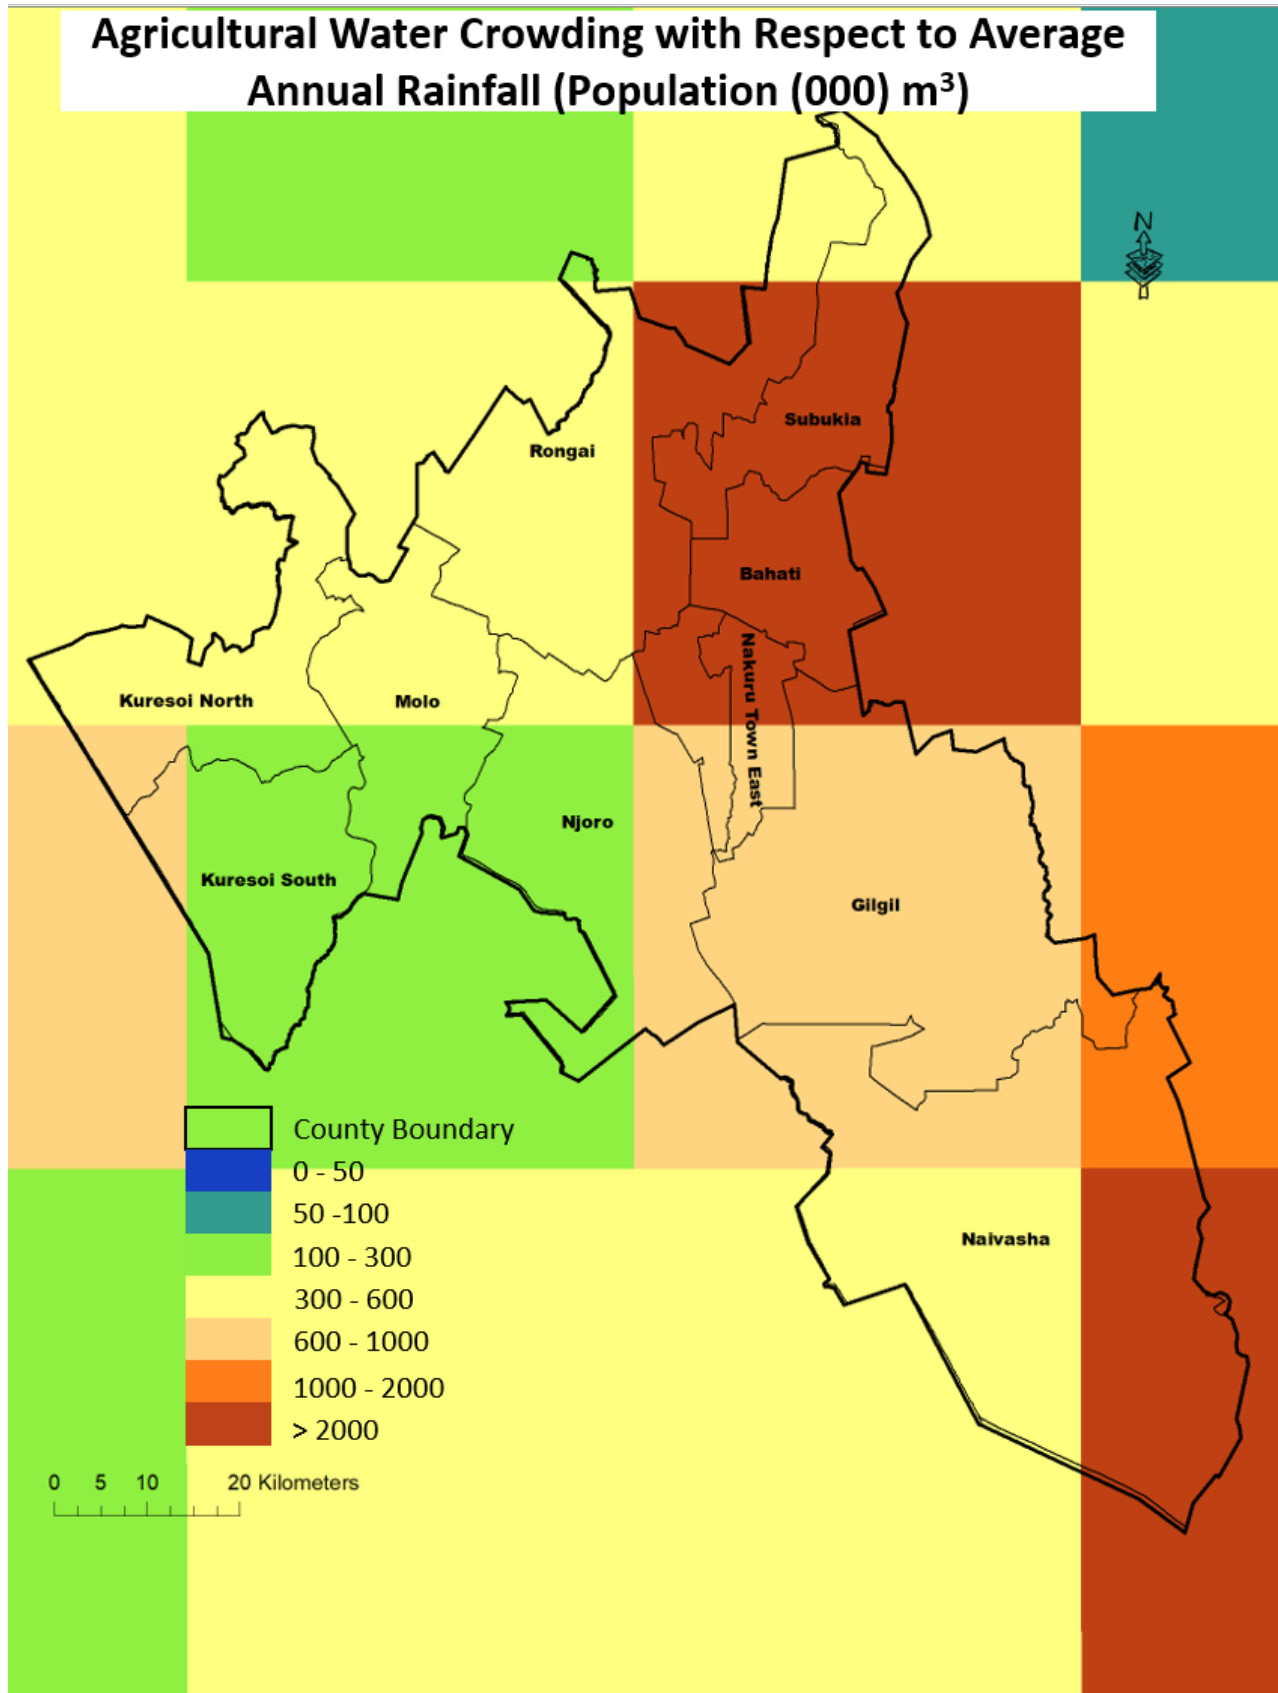 Agricultural Water Crowding with Respect to Average
Annual Rainfall (Population (000) m³)
N
Subukia
Rongai
Bahati
Nakuru Town East
Kuresoi North
Molo
Njoro
Kuresoi South
Gilgil
County Boundary
0 - 50
50 -100
100 - 300
Naivasha
300 - 600
600 - 1000
1000 - 2000
> 2000
0 5 10 20 Kilometers